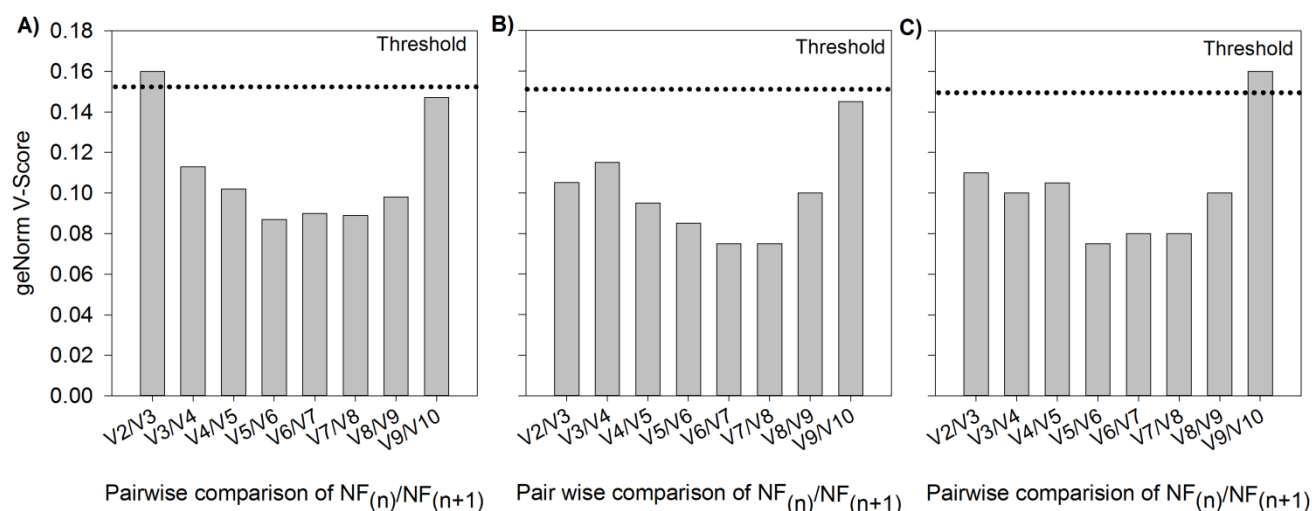 A)
B)
C)
geNorm V-Score
0.18
0.16
0.14
0.12
0.10
0.08
0.06
0.04
0.02
0.00
Threshold
Threshold
Threshold
V2/V3 V3/V4 V4/V5 V5/V6 V6/V7 V7/V8 V8/V9 V9/V10
V2/V3 V3/V4 V4/V5 V5/V6 V6/V7 V7/V8 V8/V9 V9/V10
V2/V3 V3/V4 V4/V5 V5/V6 V6/V7 V7/V8 V8/V9 V9/V10
Pairwise comparison of NF(n)/NF(n+1)
Pair wise comparison of NF(n)/NF(n+1)
Pairwise comparision of NF(n)/NF(n+1)